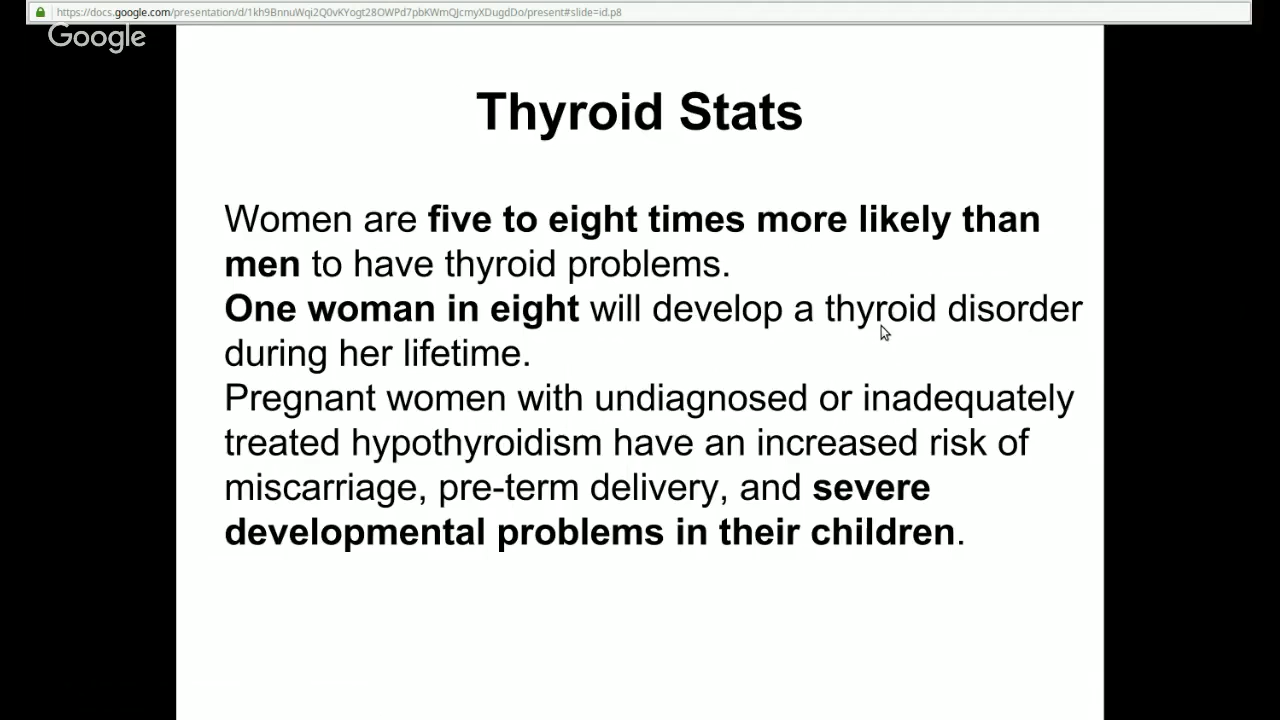 https://docs.google.com/presentation/d/1kh9BnnuWqi2Q0vKYogt28OWPd7pbKWmQJcmyXDugdDo/present#slide=id.p8
Google
Thyroid Stats
Women are five to eight times more likely than
men to have thyroid problems.
One woman in eight will develop a thyroid disorder
during her lifetime.
Pregnant women with undiagnosed or inadequately
treated hypothyroidism have an increased risk of
miscarriage, pre-term delivery, and severe
developmental problems in their children.